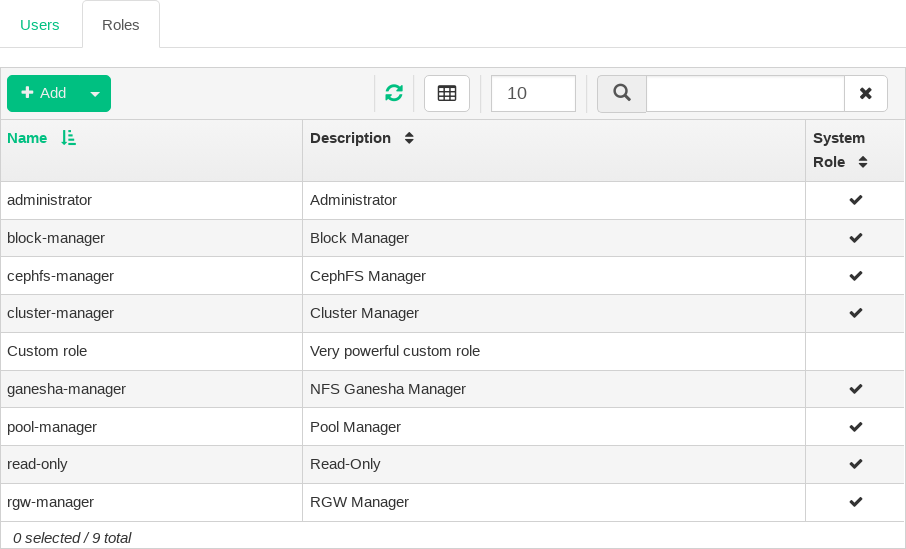 Users Roles
Add 10
Name Description System
Role
administrator Administrator
block-manager Block Manager
cephfs-manager CephFS Manager
cluster-manager Cluster Manager
Custom role Very powerful custom role
ganesha-manager NFS Ganesha Manager
pool-manager Pool Manager
read-only Read-Only
rgw-manager RGW Manager
0 selected / 9 total